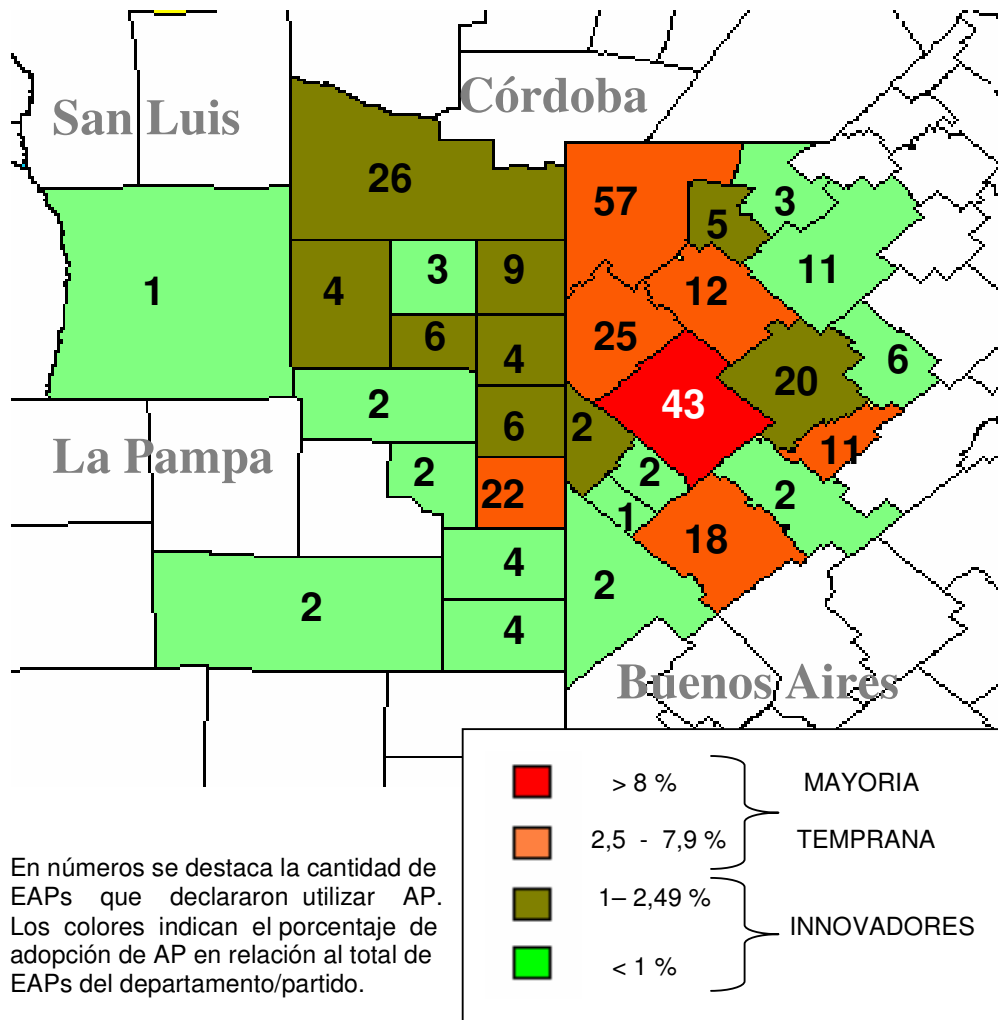 San Luis
Córdoba
26
57
3
5
1
4
3
9
12
11
6
4
25
20
6
2
6
2
43
11
La Pampa
2
22
2
2
1
18
4
2
2
4
Buenos Aires
> 8 %
MAYORIA
2,5 - 7,9 %
TEMPRANA
1– 2,49 %
INNOVADORES
< 1 %
En números se destaca la cantidad de
EAPs que declararon utilizar AP.
Los colores indican el porcentaje de
adopción de AP en relación al total de
EAPs del departamento/partido.